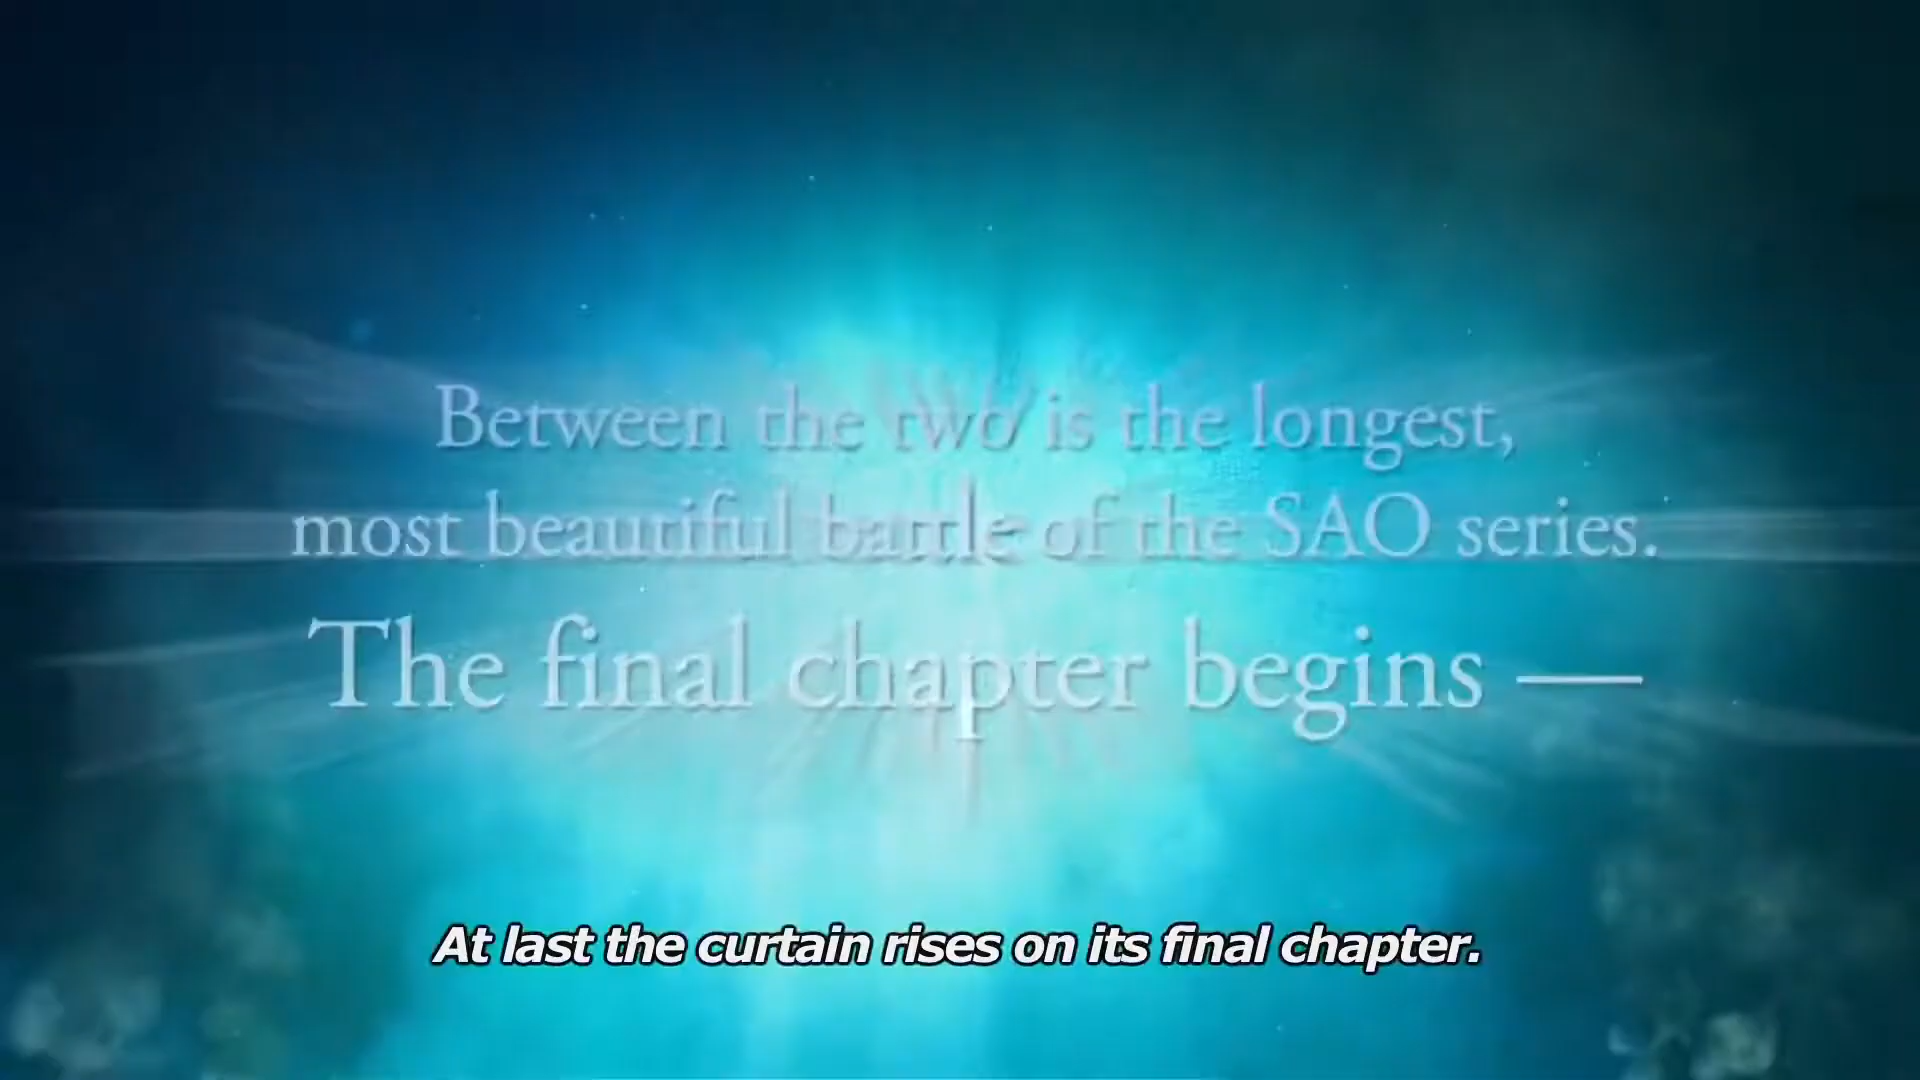 Between the two is the longest,
most beautiful battle of the SAO series.
The final chapter begins —
At last the curtain rises on its final chapter.